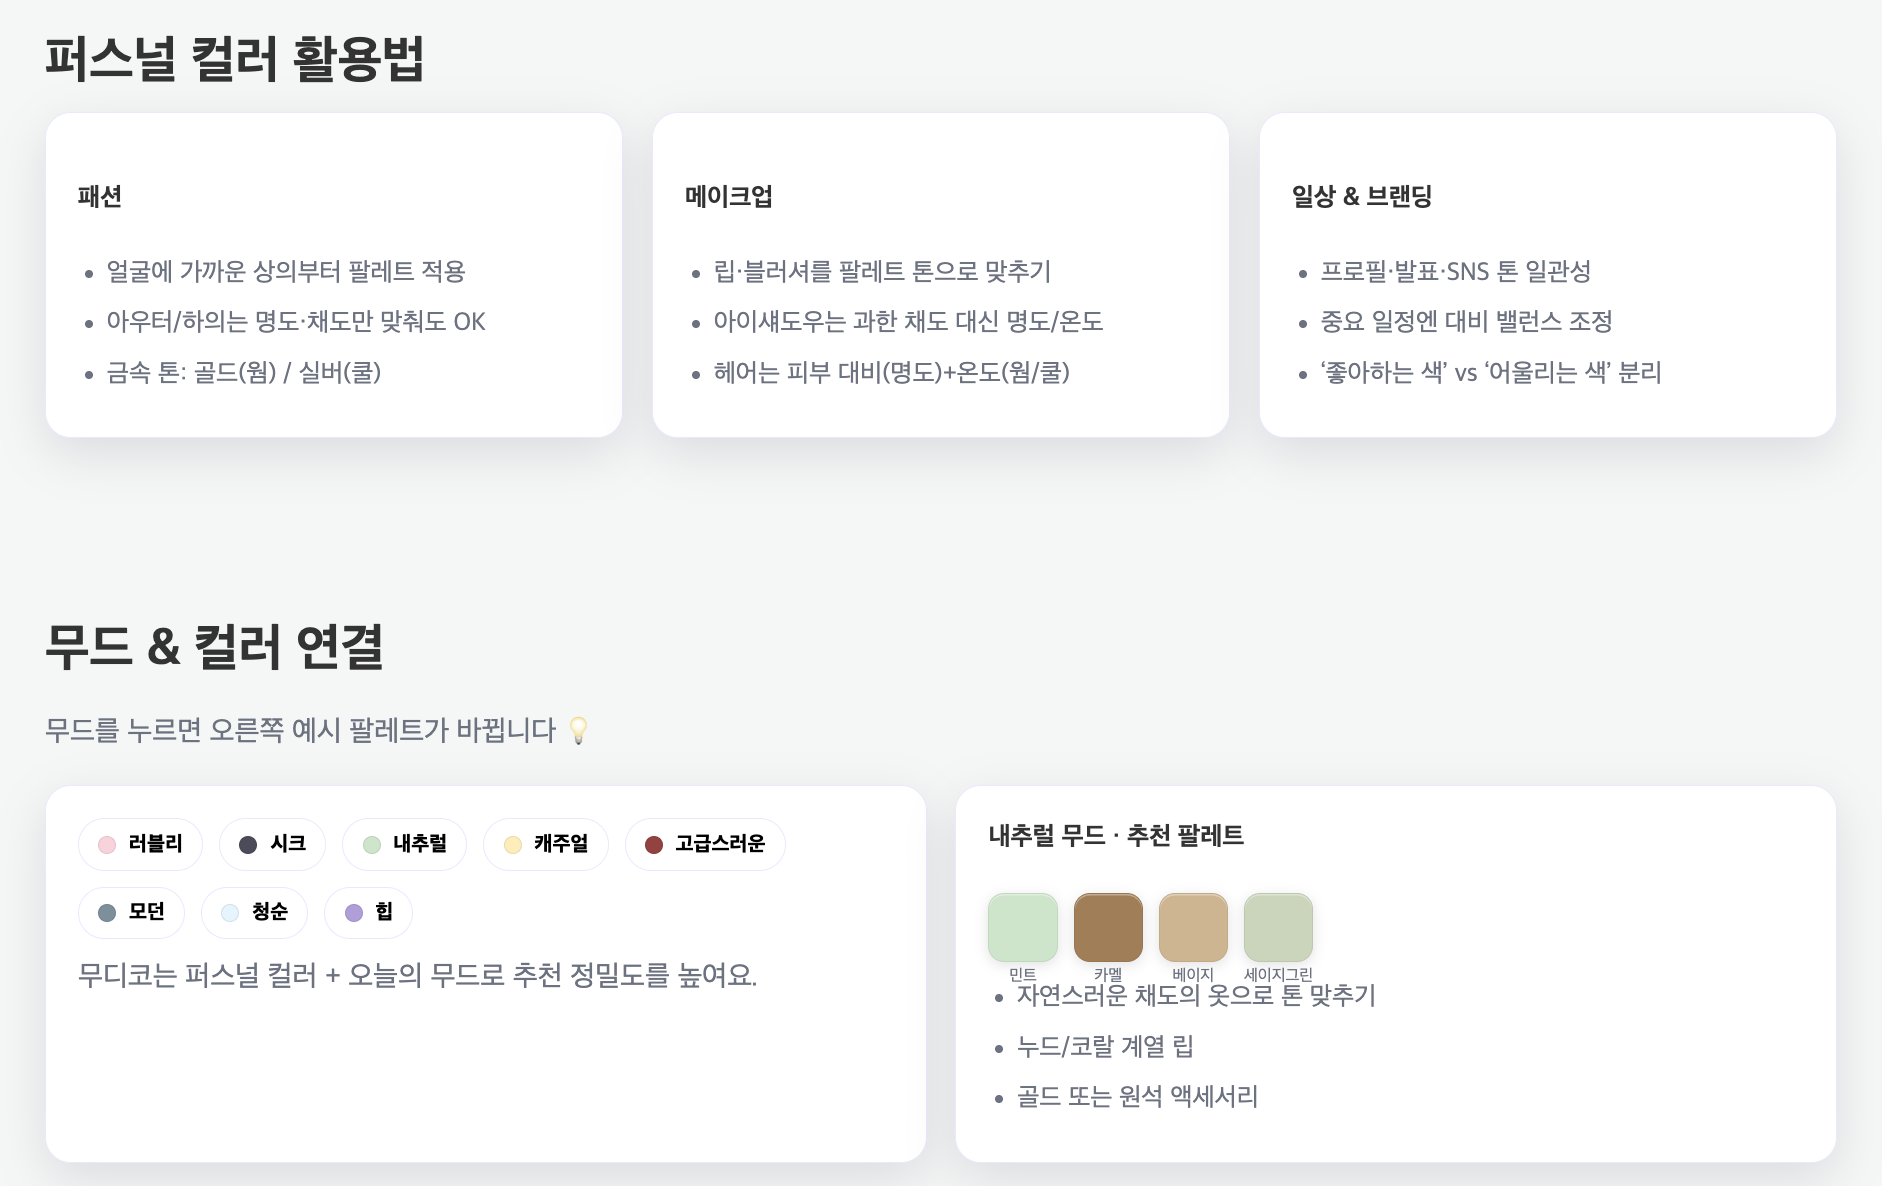 퍼스널 컬러 활용법
패션
얼굴에 가까운 상의부터 팔레트 적용
아우터/하의는 명도·채도만 맞춰도 OK
금속 톤: 골드(웜) / 실버(쿨)
메이크업
립·블러셔를 팔레트 톤으로 맞추기
아이섀도우는 과한 채도 대신 명도/온도
헤어는 피부 대비(명도)+온도(웜/쿨)
일상 & 브랜딩
프로필·발표·SNS 톤 일관성
중요 일정엔 대비 밸런스 조정
‘좋아하는 색’ vs ‘어울리는 색’ 분리
무드 & 컬러 연결
무드를 누르면 오른쪽 예시 팔레트가 바뀝니다 💡
러블리 시크 내추럴 캐주얼 고급스러운
모던 청순 힙
무디코는 퍼스널 컬러 + 오늘의 무드로 추천 정밀도를 높여요.
내추럴 무드 · 추천 팔레트
민트 카멜 베이지 세이지그린
자연스러운 채도의 옷으로 톤 맞추기
누드/코랄 계열 립
골드 또는 원석 액세서리